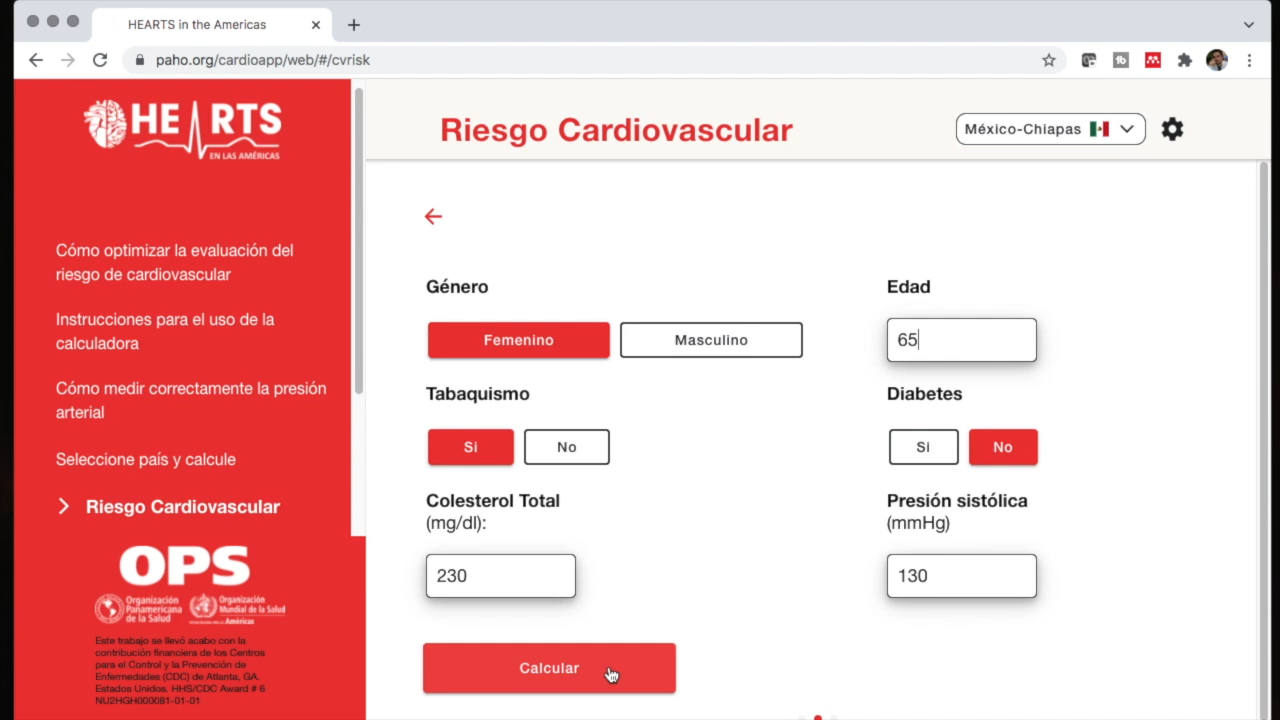 HEARTS in the Americas
paho.org/cardioapp/web/#/cvrisk
HEARTS
EN LAS AMÉRICAS
Cómo optimizar la evaluación del
riesgo de cardiovascular
Instrucciones para el uso de la
calculadora
Cómo medir correctamente la presión
arterial
Seleccione país y calcule
Riesgo Cardiovascular
OPS
Organización
Panamericana
de la Salud
Organización
Mundial de la Salud
Américas
Este trabajo se llevó acabo con la
contribución financiera de los Centros
para el Control y la Prevención de
Enfermedades (CDC) de Atlanta, GA.
Estados Unidos. HHS/CDC Award # 6
NU2HGH000081-01-01
Riesgo Cardiovascular
México-Chiapas
Género
Edad
Femenino
Masculino
65
Tabaquismo
Diabetes
Si
No
Si
No
Colesterol Total
(mg/dl):
Presión sistólica
(mmHg)
230
130
Calcular